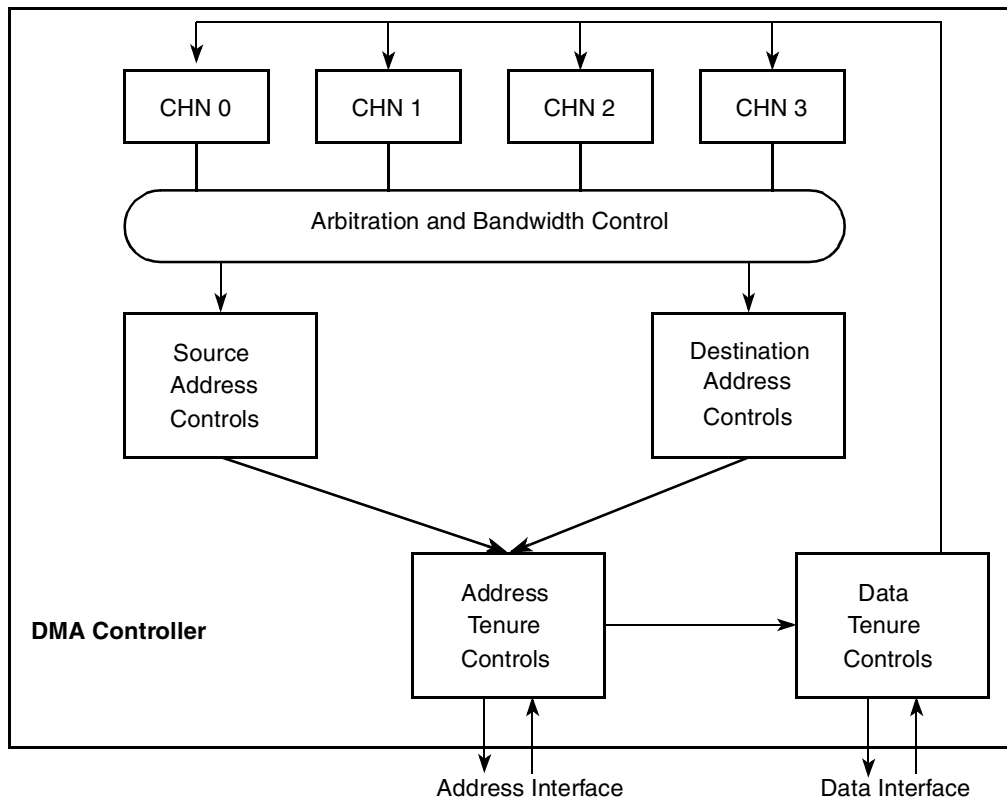 CHN 0
CHN 1
CHN 2
CHN 3
Arbitration and Bandwidth Control
Source
Address
Controls
Destination
Address
Controls
Address
Tenure
Controls
Data
Tenure
Controls
DMA Controller
Address Interface
Data Interface